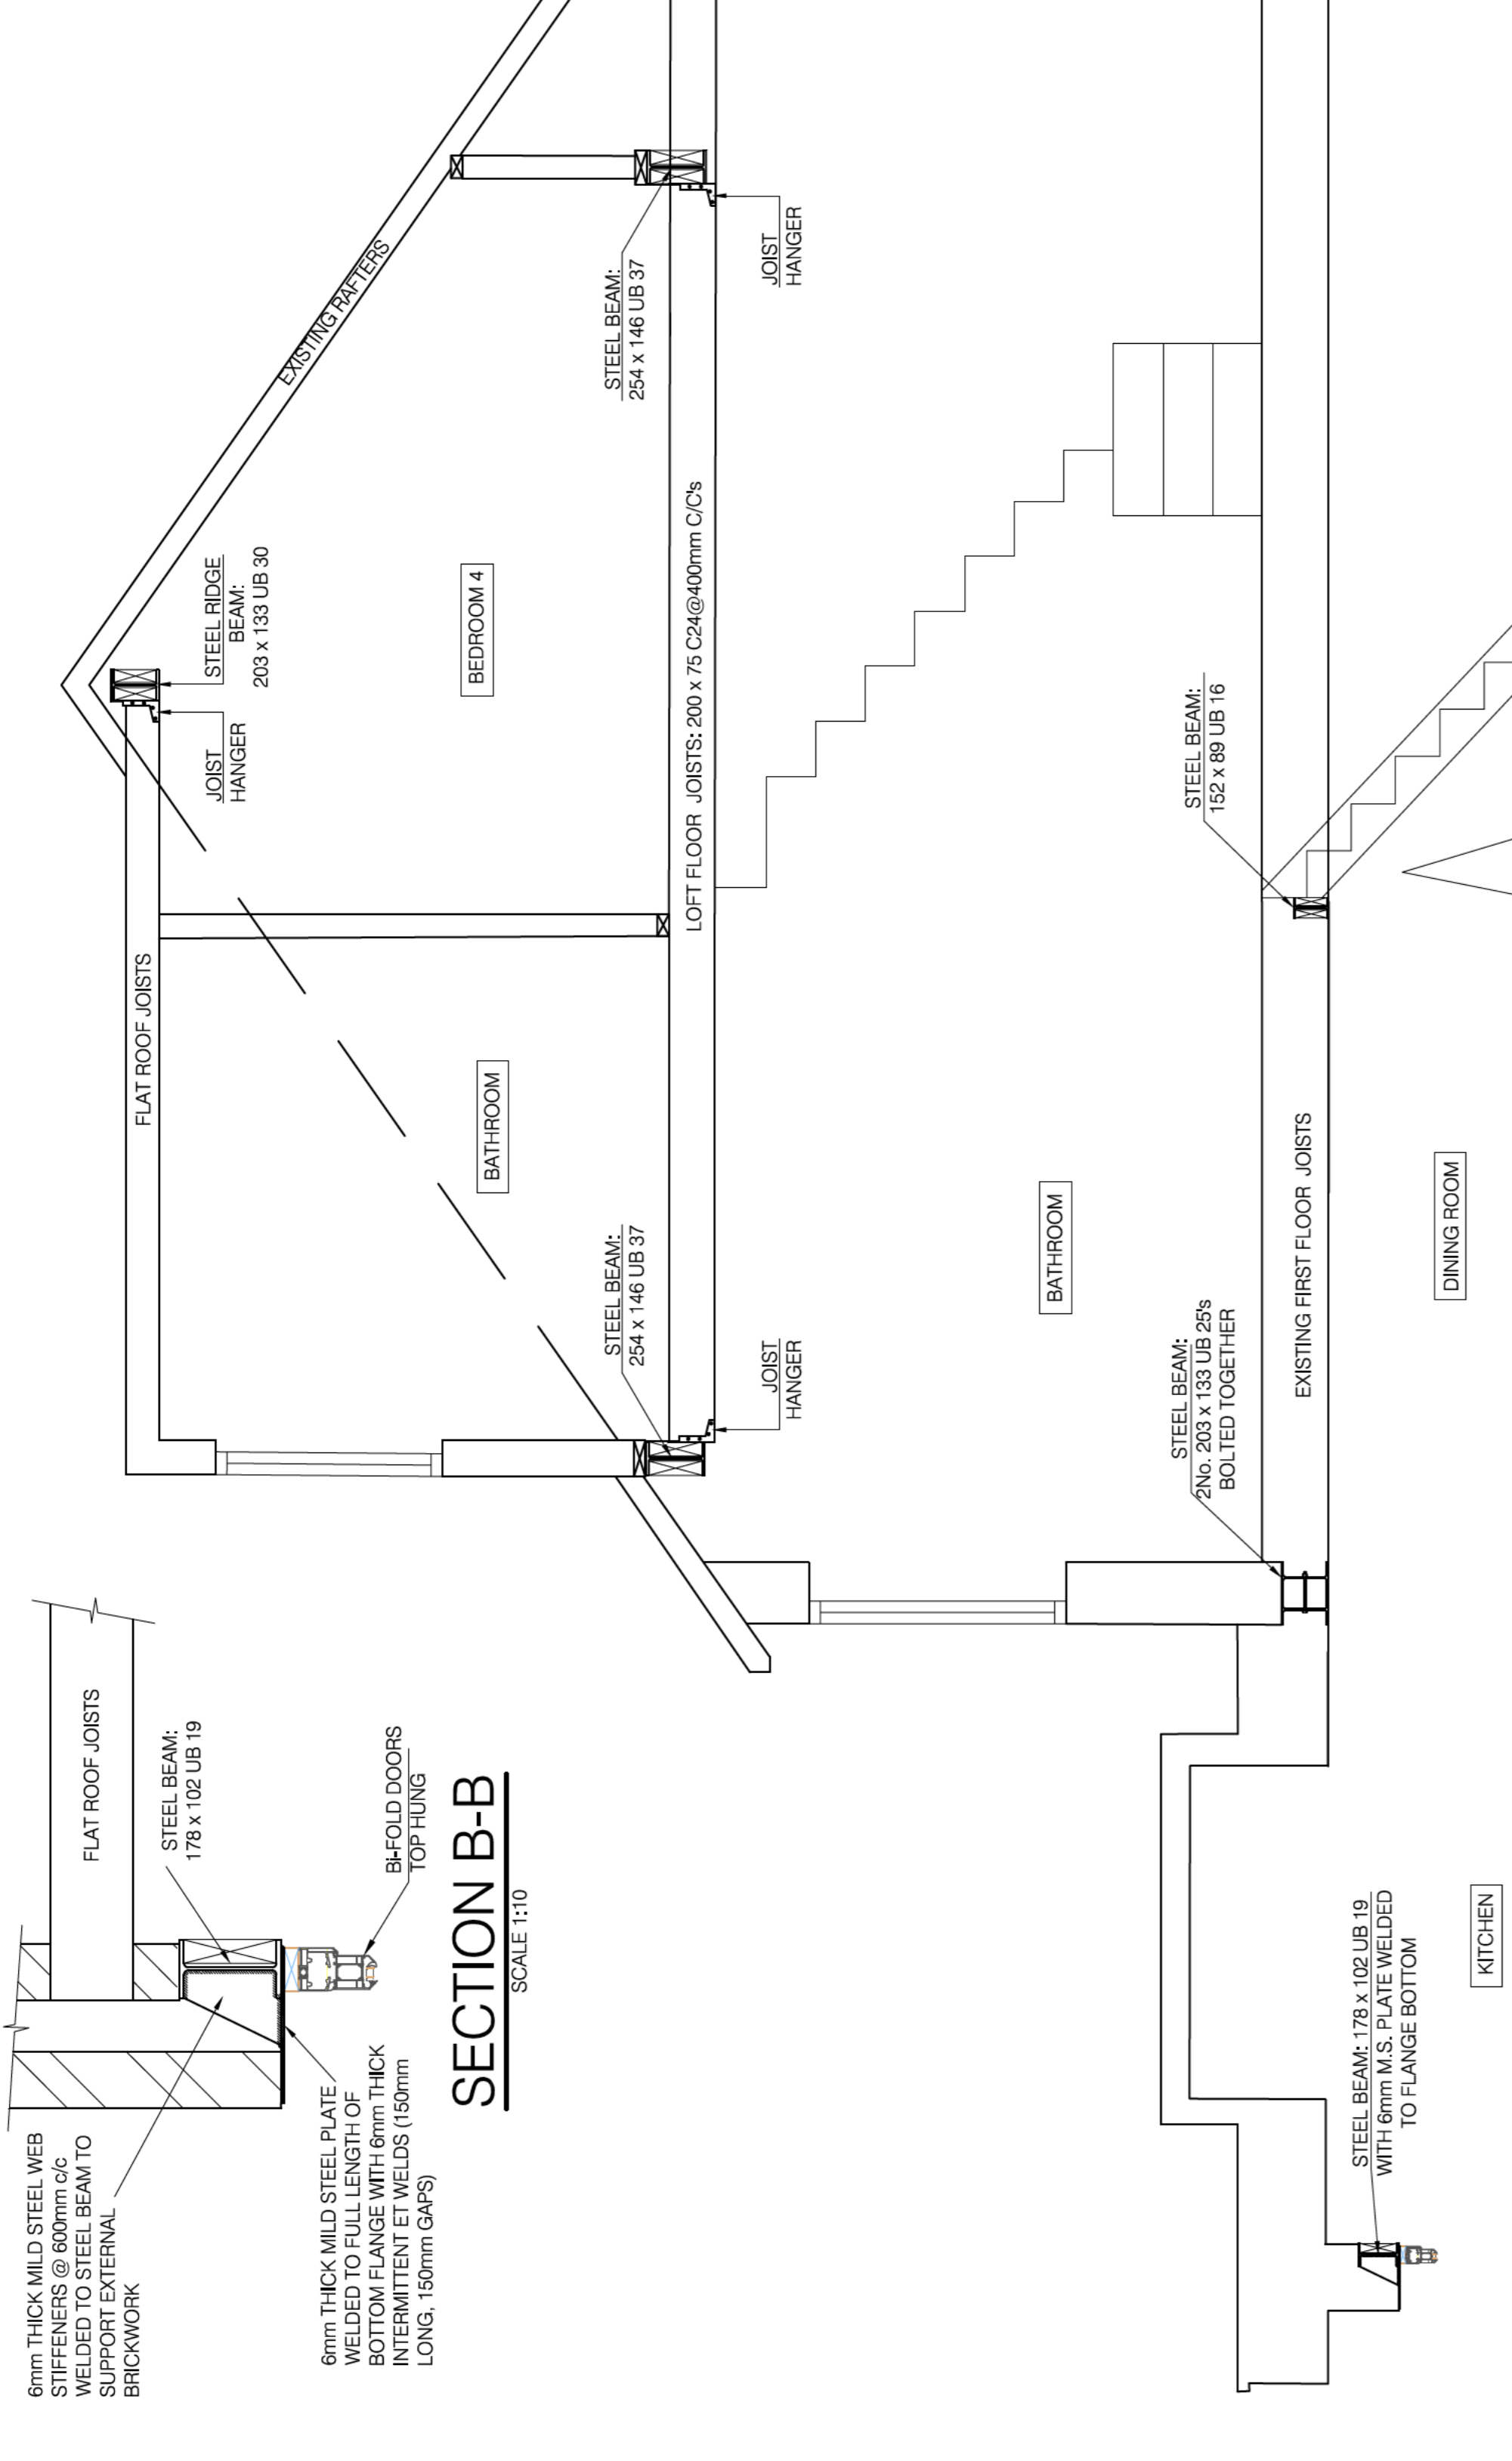 6mm THICK MILD STEEL WEB
STIFFENERS @ 600mm c/c
WELDED TO STEEL BEAM TO
SUPPORT EXTERNAL
BRICKWORK
FLAT ROOF JOISTS
STEEL BEAM:
178 x 102 UB 19
6mm THICK MILD STEEL PLATE
WELDED TO FULL LENGTH OF
BOTTOM FLANGE WITH 6mm THICK
INTERMITTENT ET WELDS (150mm
LONG, 150mm GAPS)
Bi-FOLD DOORS
TOP HUNG
SECTION B-B
SCALE 1:10
FLAT ROOF JOISTS
JOIST
HANGER
STEEL RIDGE
BEAM:
203 x 133 UB 30
EXISTING RAFTERS
BATHROOM
BEDROOM 4
STEEL BEAM:
254 x 146 UB 37
STEEL BEAM:
254 x 146 UB 37
LOFT FLOOR JOISTS: 200 x 75 C24@400mm C/C's
JOIST
HANGER
JOIST
HANGER
BATHROOM
STEEL BEAM:
2No. 203 x 133 UB 25's
BOLTED TOGETHER
STEEL BEAM:
152 x 89 UB 16
EXISTING FIRST FLOOR JOISTS
STEEL BEAM: 178 x 102 UB 19
WITH 6mm M.S. PLATE WELDED
TO FLANGE BOTTOM
DINING ROOM
KITCHEN